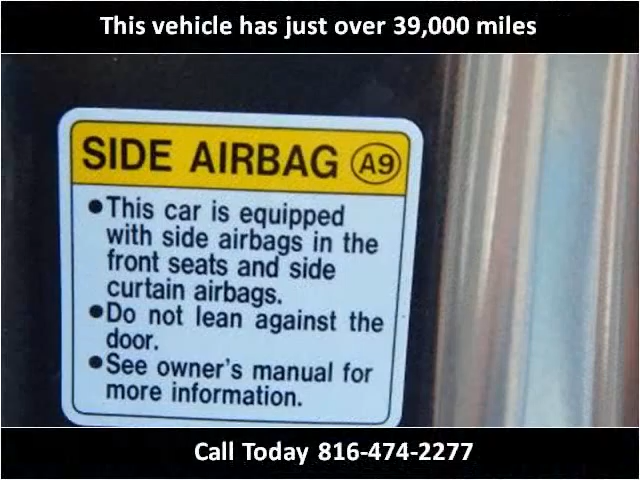 This vehicle has just over 39,000 miles
SIDE AIRBAG A9
●This car is equipped
with side airbags in the
front seats and side
curtain airbags.
●Do not lean against the
door.
●See owner's manual for
more information.
Call Today 816-474-2277